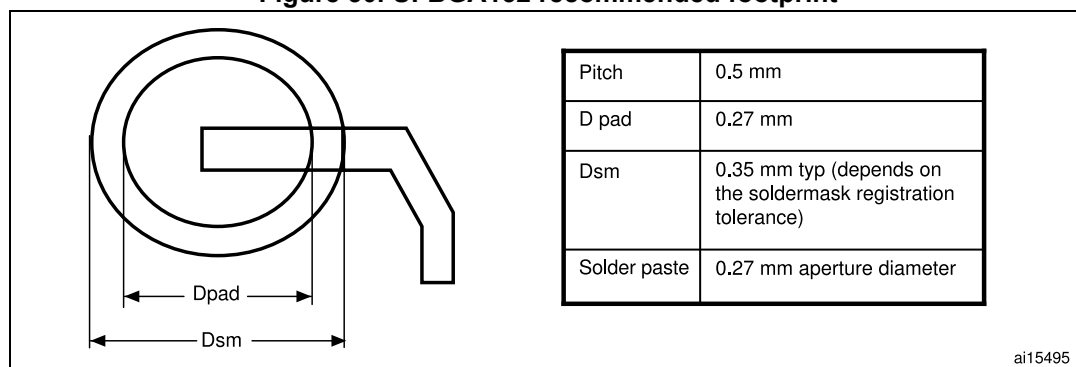 Dpad
Dsm
Pitch 0.5 mm
D pad 0.27 mm
Dsm 0.35 mm typ (depends on
the soldermask registration
tolerance)
Solder paste 0.27 mm aperture diameter
ai15495